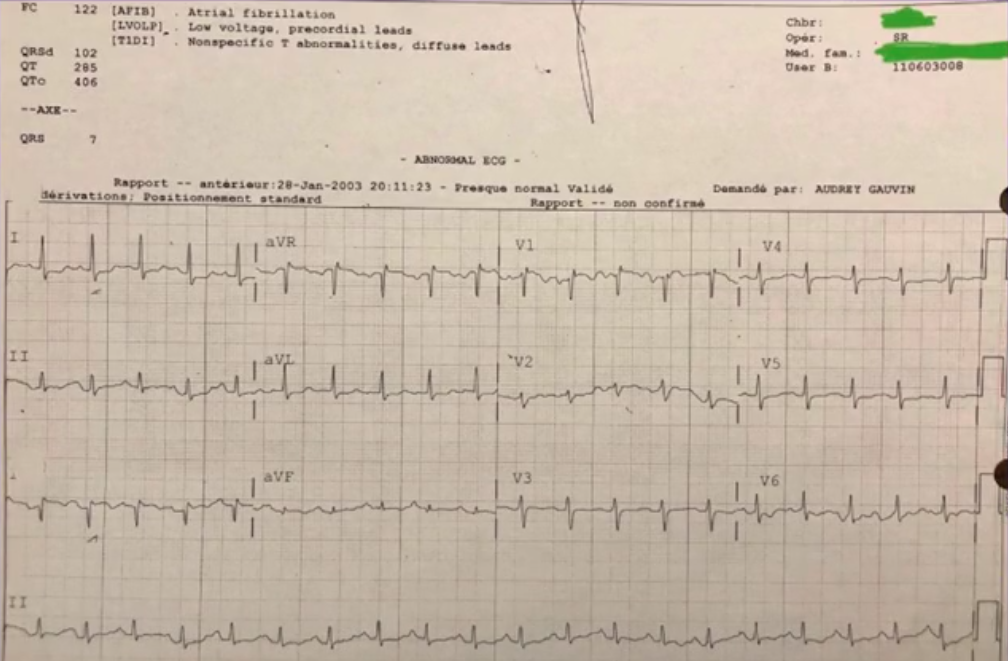 FC 122 [AFIB] . Atrial fibrillation
[LVOLP] . Low voltage, precordial leads
[T1DI] . Nonspecific T abnormalities, diffuse leads
QRSd 102
QT 285
QTc 406
--AXE--
QRS 7
Chbr:
Opér: SR
Med. fam.:
User B: 110603008
- ABNORMAL ECG -
Rapport -- antérieur:28-Jan-2003 20:11:23 - Presque normal Validé
Demandé par: AUDREY GAUVIN
dérivations: Positionnement standard
Rapport -- non confirmé
I aVR V1 V4
II aVL V2 V5
aVF V3 V6
II